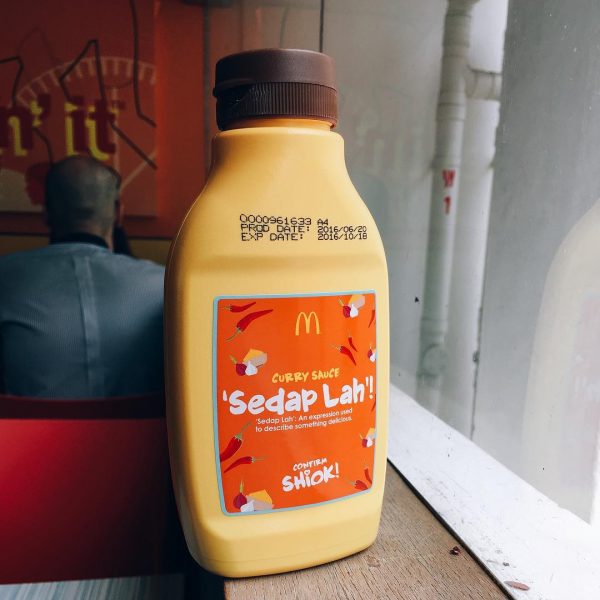 n' it
0000961633 A4
PROD DATE: 2016/06/20
EXP DATE: 2016/10/18
CURRY SAUCE
'Sedap Lah'!
'Sedap Lah': An expression used
to describe something delicious.
CONFIRM
SHIOK!